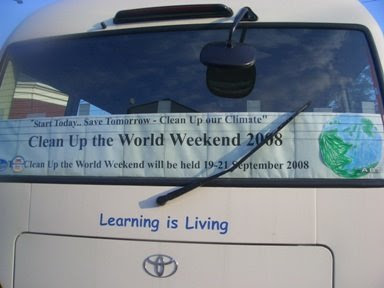 "Start Today.. Save Tomorrow - Clean Up our Climate"
Clean Up the World Weekend 2008
Clean Up the World Weekend will be held 19-21 September 2008
Learning is Living